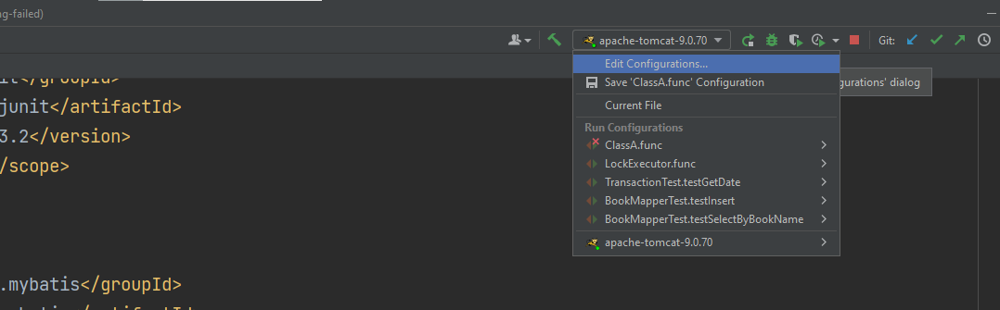 ng-failed)
apache-tomcat-9.0.70
Git:
Edit Configurations...
Save 'ClassA.func' Configuration
gurations' dialog
Current File
Run Configurations
ClassA.func
LockExecutor.func
TransactionTest.testGetDate
BookMapperTest.testInsert
BookMapperTest.testSelectByBookName
apache-tomcat-9.0.70
it</groupId>
junit</artifactId>
3.2</version>
/scope>
.mybatis</groupId>
</artifactId>